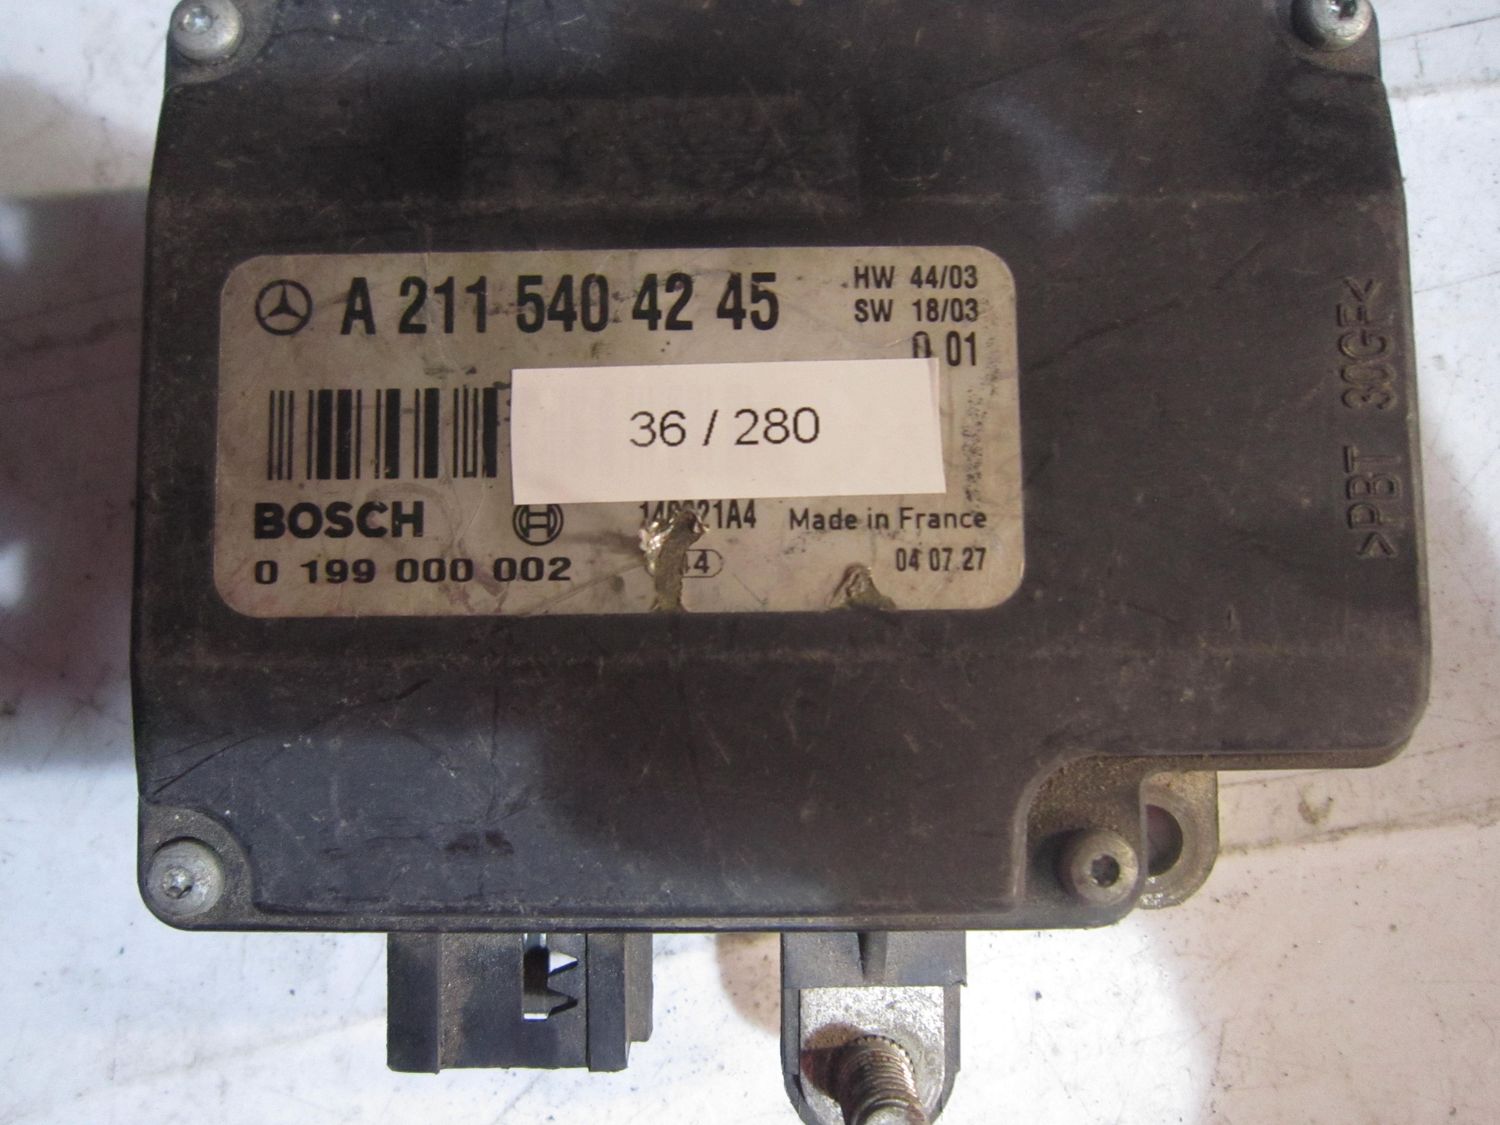 A 211 540 42 45
HW 44/03
SW 18/03
Q 01
36 / 280
BOSCH
Made in France
0 199 000 002
04 07 27
>PBT 30GF<